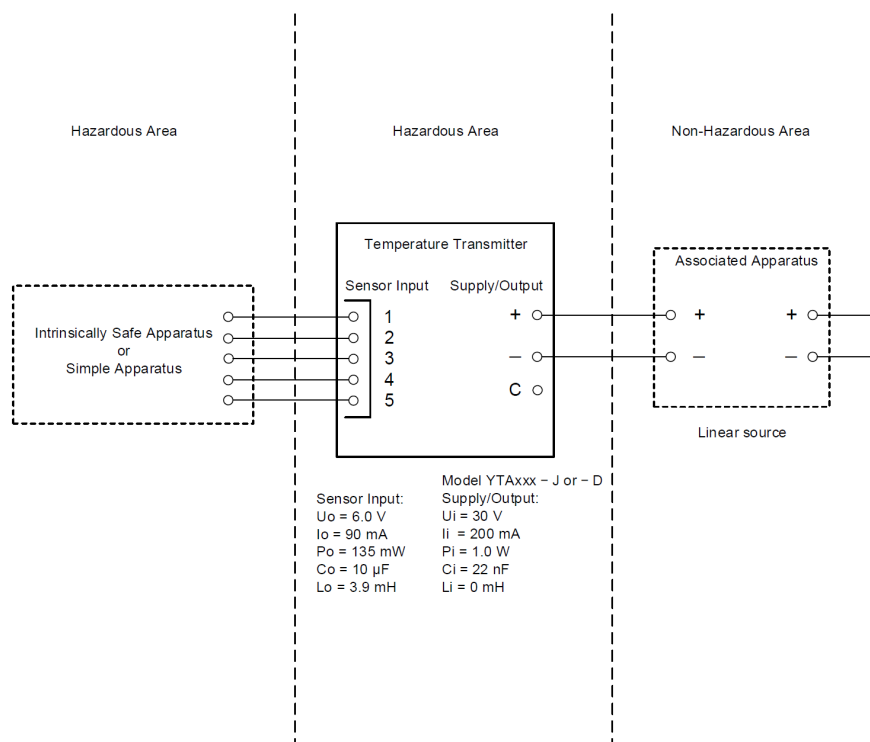 Hazardous Area
Hazardous Area
Non-Hazardous Area
Intrinsically Safe Apparatus
or
Simple Apparatus
Temperature Transmitter
Sensor Input
Supply/Output
1
2
3
4
5
+
–
C
Associated Apparatus
+
+
–
–
Linear source
Sensor Input:
Uo = 6.0 V
Io = 90 mA
Po = 135 mW
Co = 10 µF
Lo = 3.9 mH
Model YTAxxx – J or – D
Supply/Output:
Ui = 30 V
Ii = 200 mA
Pi = 1.0 W
Ci = 22 nF
Li = 0 mH